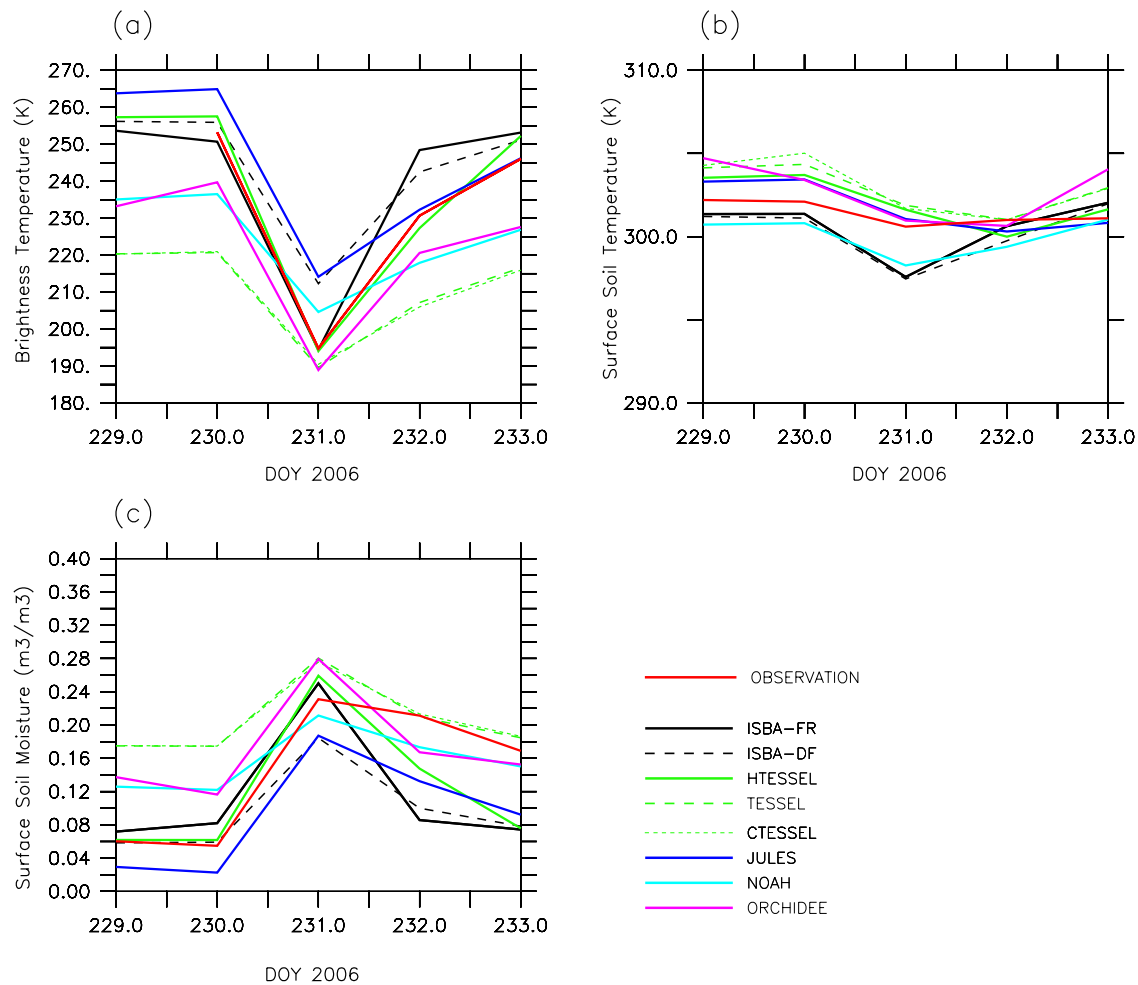 (a)
Brightness Temperature (K)
270.
260.
250.
240.
230.
220.
210.
200.
190.
180.
229.0 230.0 231.0 232.0 233.0
DOY 2006
(b)
Surface Soil Temperature (K)
310.0
300.0
290.0
229.0 230.0 231.0 232.0 233.0
DOY 2006
(c)
Surface Soil Moisture (m3/m3)
0.40
0.36
0.32
0.28
0.24
0.20
0.16
0.12
0.08
0.04
0.00
229.0 230.0 231.0 232.0 233.0
DOY 2006
OBSERVATION
ISBA-FR
ISBA-DF
HTESSEL
TESSEL
CTESSEL
JULES
NOAH
ORCHIDEE